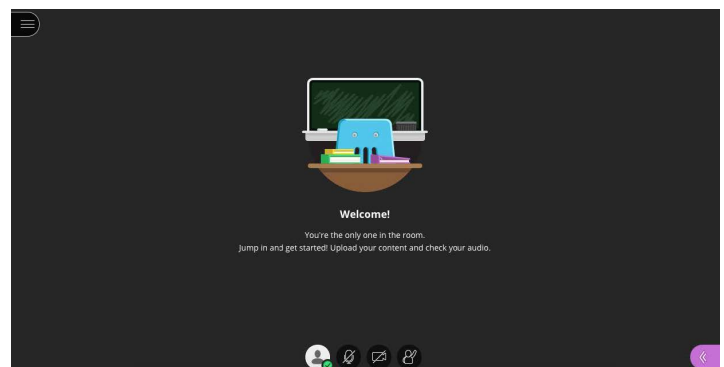 Welcome!
You're the only one in the room.
Jump in and get started! Upload your content and check your audio.